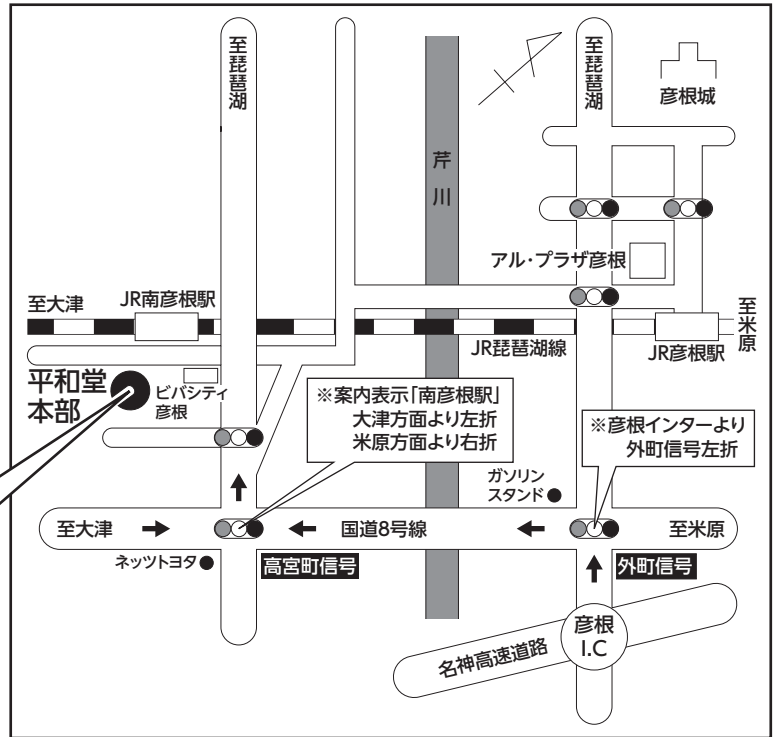 至琵琶湖
至琵琶湖
彦根城
芹川
アル・プラザ彦根
至大津
JR南彦根駅
JR琵琶湖線
JR彦根駅
至米原
平和堂
本部
ビバシティ
彦根
※案内表示「南彦根駅」
大津方面より左折
米原方面より右折
※彦根インターより
外町信号左折
ガソリン
スタンド
至大津
国道8号線
至米原
ネッツトヨタ
高宮町信号
外町信号
名神高速道路
彦根
I.C